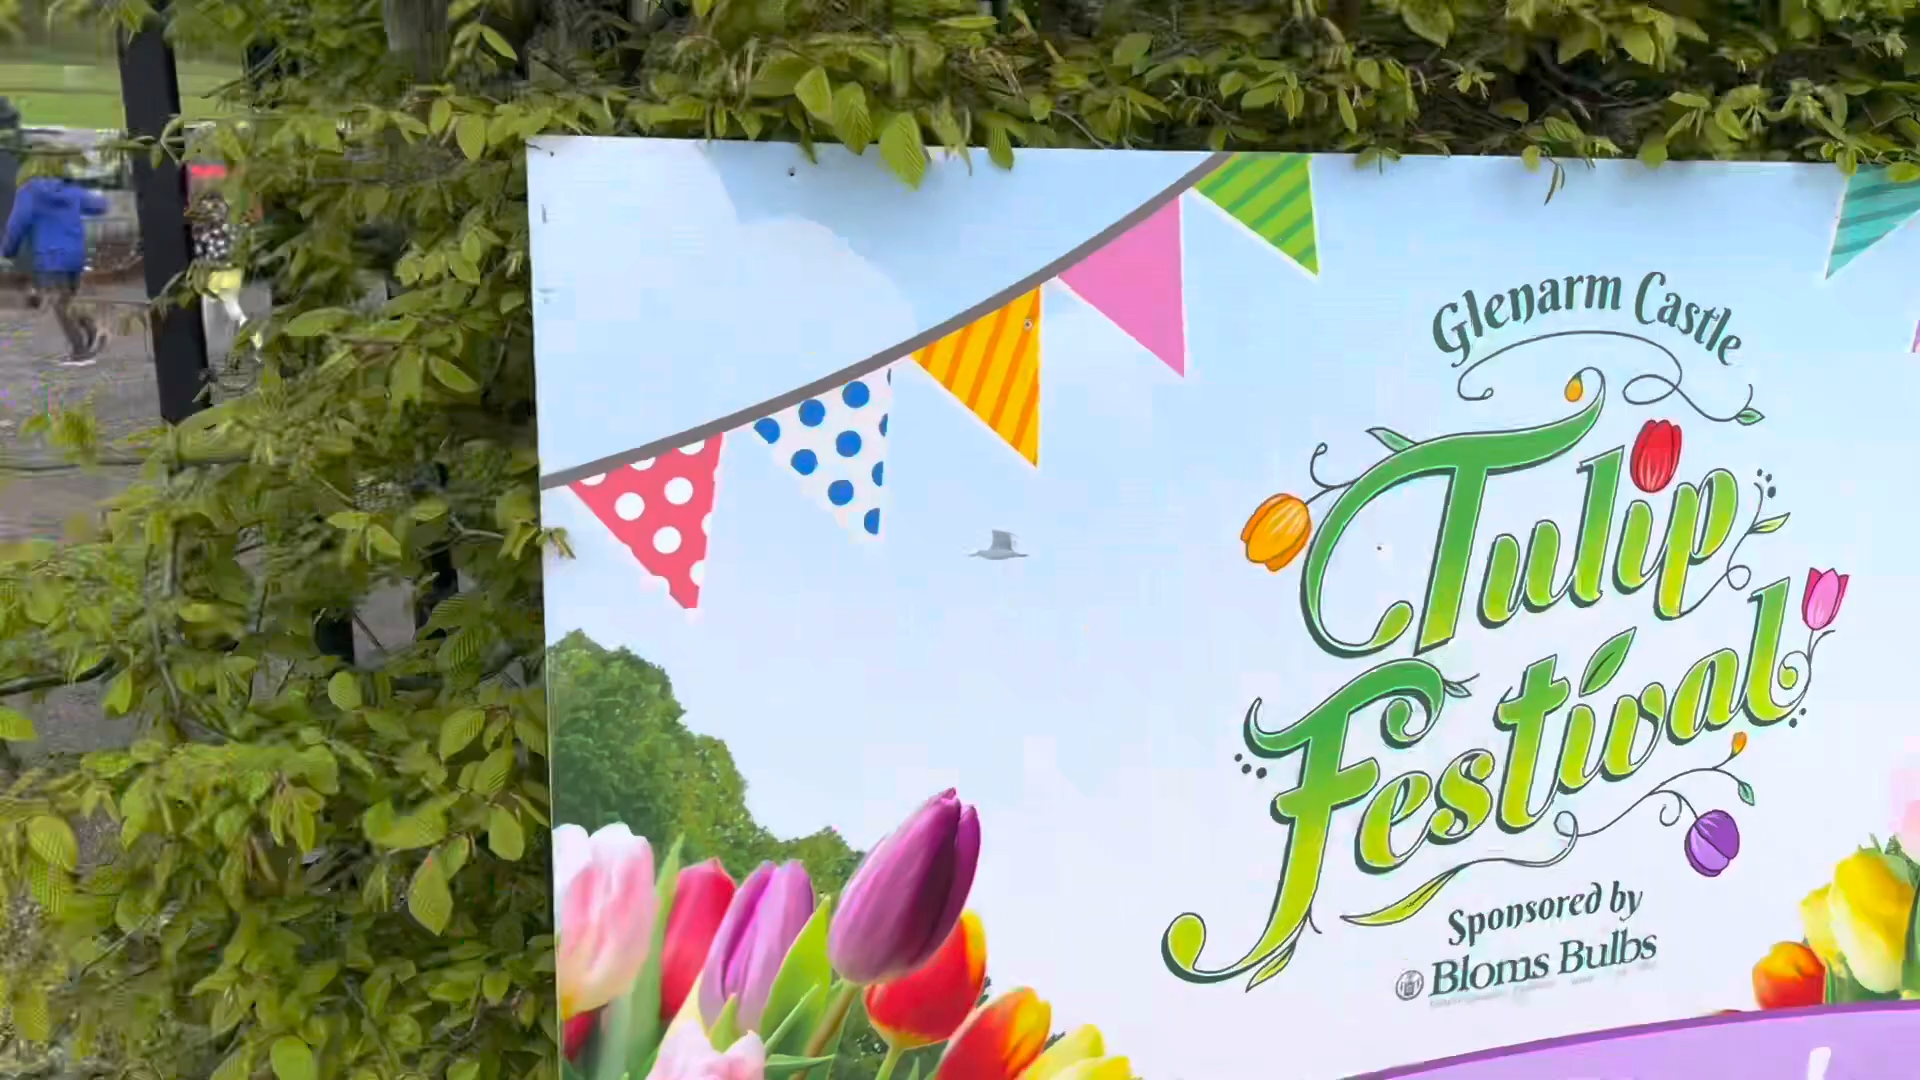 Glenarm Castle
Tulip
Festival
Sponsored by
Bloms Bulbs